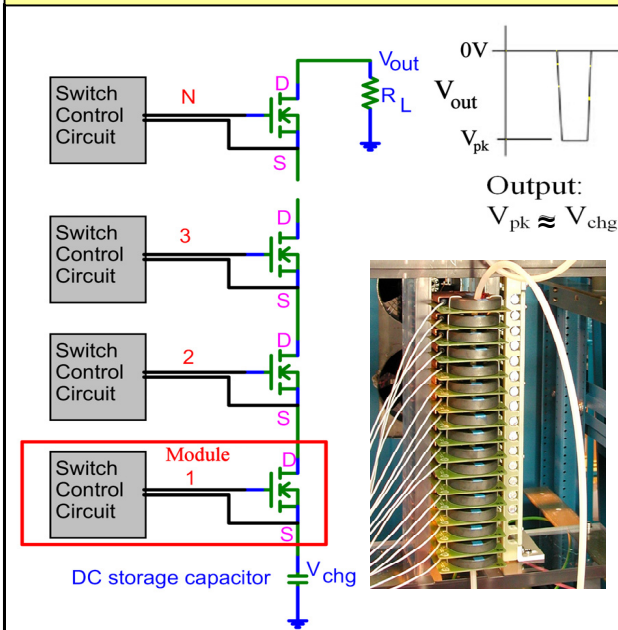 Switch
Control
Circuit
N
D
S
Vout
RL
0V
Vout
Vpk
Output:
Vpk ≈ Vchg
Switch
Control
Circuit
3
D
S
Switch
Control
Circuit
2
D
S
Switch
Control
Circuit
Module
1
D
S
DC storage capacitor
Vchg